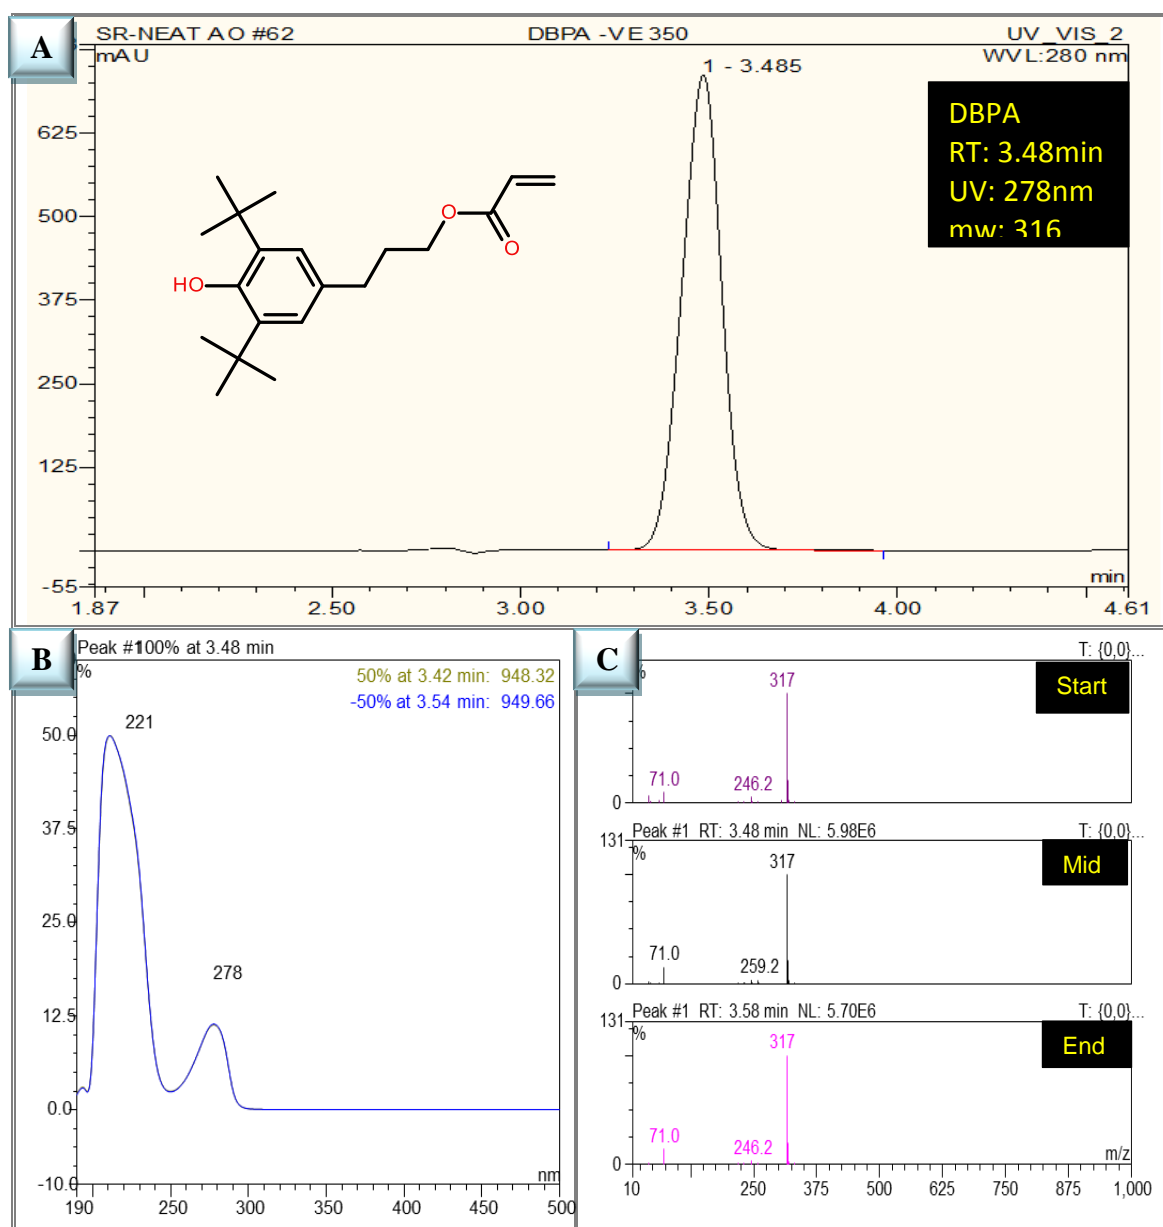 A
SR-NEAT AO #62 DBPA -VE 350 UV_VIS_2
mAU WVL:280 nm
1 - 3.485
DBPA
RT: 3.48min
UV: 278nm
mw: 316
625
500
375
250
125
-55
HO
O
O
min
1.87 2.50 3.00 3.50 4.00 4.61
B
Peak #1 100% at 3.48 min
%
50% at 3.42 min: 948.32
-50% at 3.54 min: 949.66
221
278
50.0
37.5
25.0
12.5
0.0
-10.0
nm
190 250 300 350 400 450 500
C
T: {0,0}...
%
Start
317
71.0
246.2
0
Peak #1 RT: 3.48 min NL: 5.98E6 T: {0,0}...
131
%
Mid
317
71.0
259.2
0
Peak #1 RT: 3.58 min NL: 5.70E6 T: {0,0}...
131
%
End
317
71.0
246.2
0
m/z
10 250 375 500 625 750 875 1,000